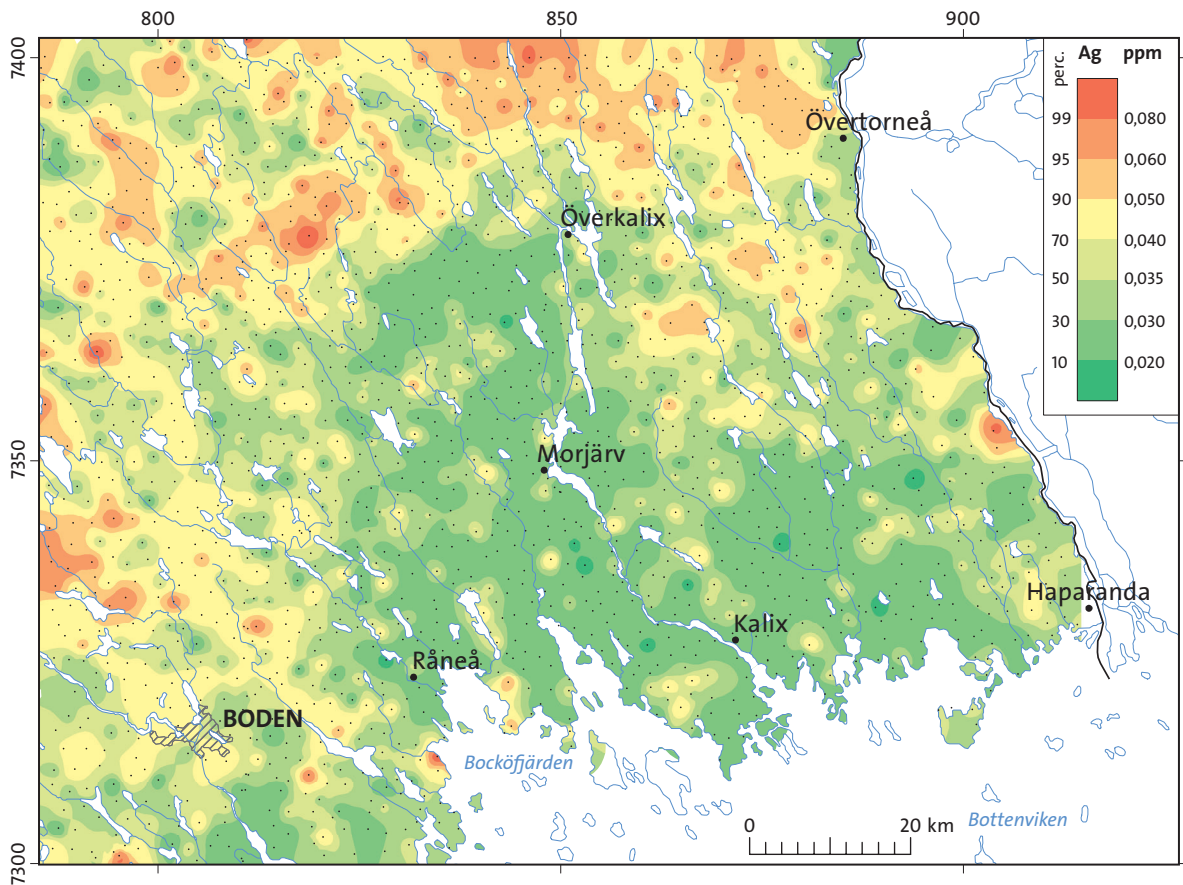 800
850
900
7400
7350
7300
perc.
Ag
ppm
99
0,080
95
0,060
90
0,050
70
0,040
50
0,035
30
0,030
10
0,020
Övertorneå
Överkalix
Morjärv
Haparanda
Kalix
Råneå
BODEN
Bocköfjärden
Bottenviken
0
20 km